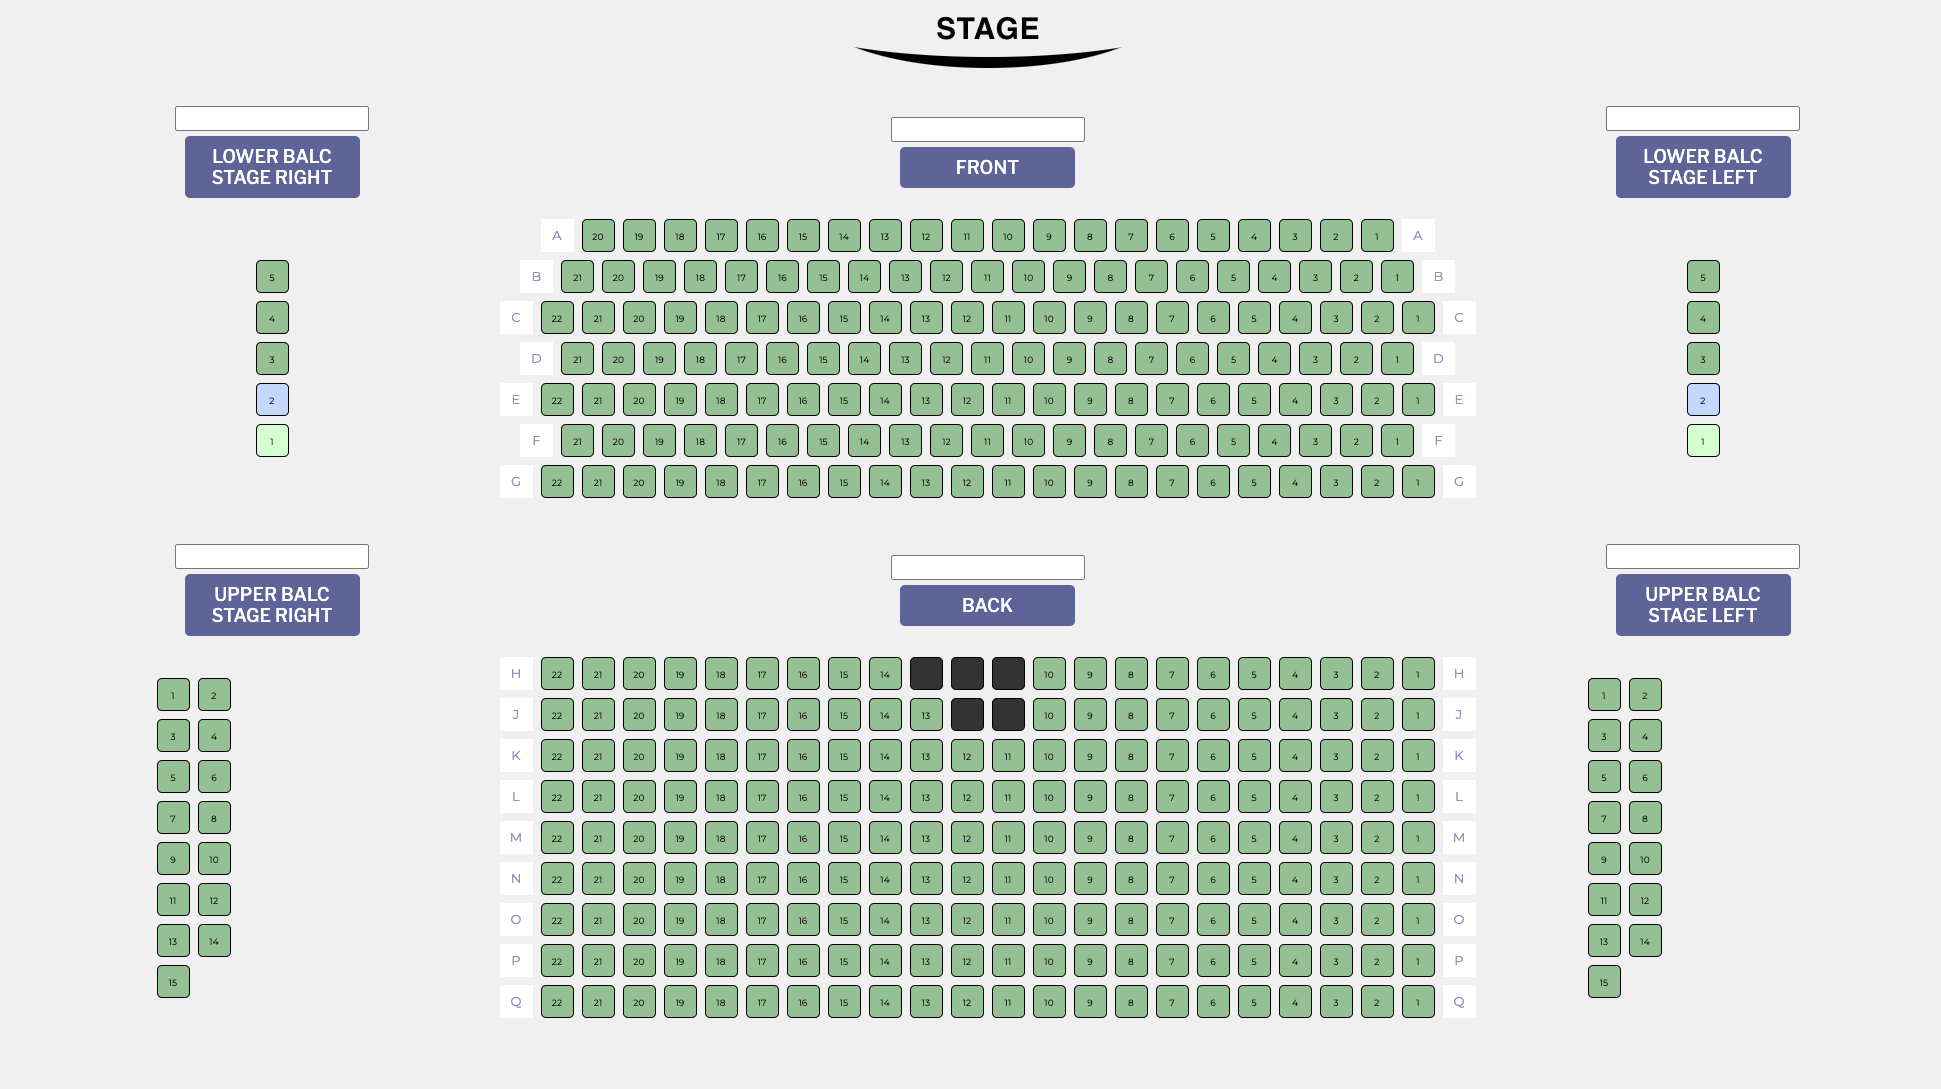 STAGE
LOWER BALC
STAGE RIGHT
FRONT
LOWER BALC
STAGE LEFT
A 20 19 18 17 16 15 14 13 12 11 10 9 8 7 6 5 4 3 2 1 A
5 B 21 20 19 18 17 16 15 14 13 12 11 10 9 8 7 6 5 4 3 2 1 B 5
4 C 22 21 20 19 18 17 16 15 14 13 12 11 10 9 8 7 6 5 4 3 2 1 C 4
3 D 21 20 19 18 17 16 15 14 13 12 11 10 9 8 7 6 5 4 3 2 1 D 3
2 E 22 21 20 19 18 17 16 15 14 13 12 11 10 9 8 7 6 5 4 3 2 1 E 2
1 F 21 20 19 18 17 16 15 14 13 12 11 10 9 8 7 6 5 4 3 2 1 F 1
G 22 21 20 19 18 17 16 15 14 13 12 11 10 9 8 7 6 5 4 3 2 1 G
UPPER BALC
STAGE RIGHT
BACK
UPPER BALC
STAGE LEFT
H 22 21 20 19 18 17 16 15 14 10 9 8 7 6 5 4 3 2 1 H
1 2
J 22 21 20 19 18 17 16 15 14 13 10 9 8 7 6 5 4 3 2 1 J
3 4
K 22 21 20 19 18 17 16 15 14 13 12 11 10 9 8 7 6 5 4 3 2 1 K
5 6
L 22 21 20 19 18 17 16 15 14 13 12 11 10 9 8 7 6 5 4 3 2 1 L
7 8
M 22 21 20 19 18 17 16 15 14 13 12 11 10 9 8 7 6 5 4 3 2 1 M
9 10
N 22 21 20 19 18 17 16 15 14 13 12 11 10 9 8 7 6 5 4 3 2 1 N
11 12
O 22 21 20 19 18 17 16 15 14 13 12 11 10 9 8 7 6 5 4 3 2 1 O
13 14
P 22 21 20 19 18 17 16 15 14 13 12 11 10 9 8 7 6 5 4 3 2 1 P
15
Q 22 21 20 19 18 17 16 15 14 13 12 11 10 9 8 7 6 5 4 3 2 1 Q
1 2
3 4
5 6
7 8
9 10
11 12
13 14
15